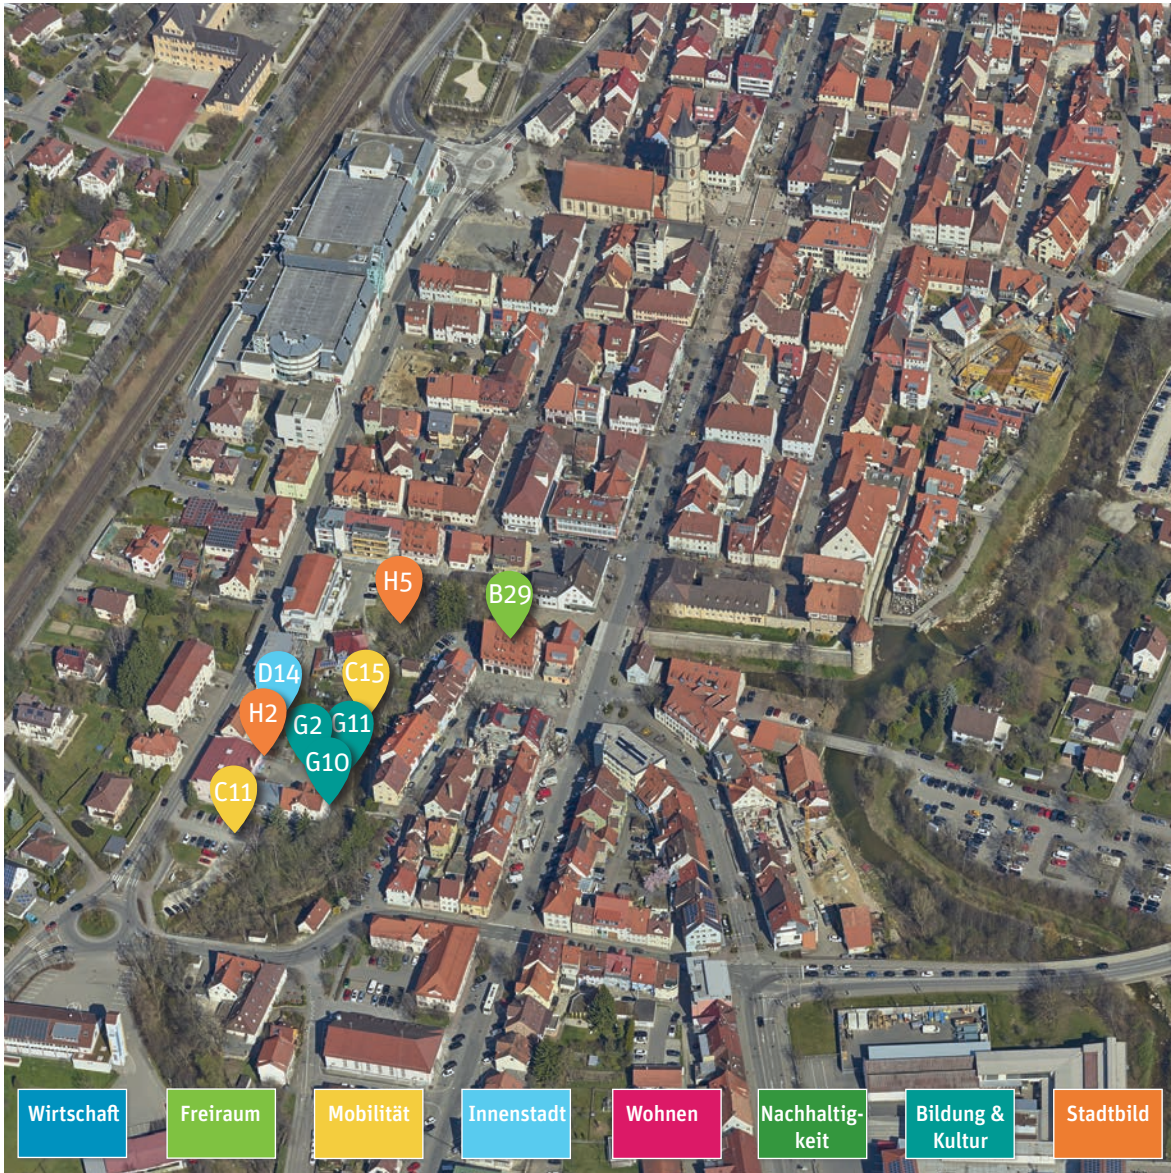 H5
B29
D14
C15
H2
G2
G11
G10
C11
Wirtschaft
Freiraum
Mobilität
Innenstadt
Wohnen
Nachhaltig-
keit
Bildung &
Kultur
Stadtbild